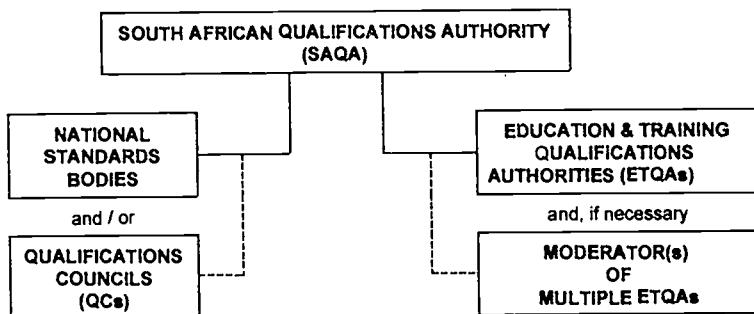 SOUTH AFRICAN QUALIFICATIONS AUTHORITY
(SAQA)
NATIONAL
STANDARDS
BODIES
and / or
QUALIFICATIONS
COUNCILS
(QCs)
EDUCATION & TRAINING
QUALIFICATIONS
AUTHORITIES (ETQAs)
and, if necessary
MODERATOR(s)
OF
MULTIPLE ETQAs